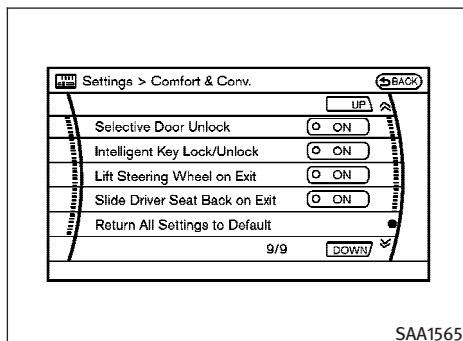 Settings > Comfort & Conv. BACK
UP
Selective Door Unlock ON
Intelligent Key Lock/Unlock ON
Lift Steering Wheel on Exit ON
Slide Driver Seat Back on Exit ON
Return All Settings to Default
9/9 DOWN
SAA1565